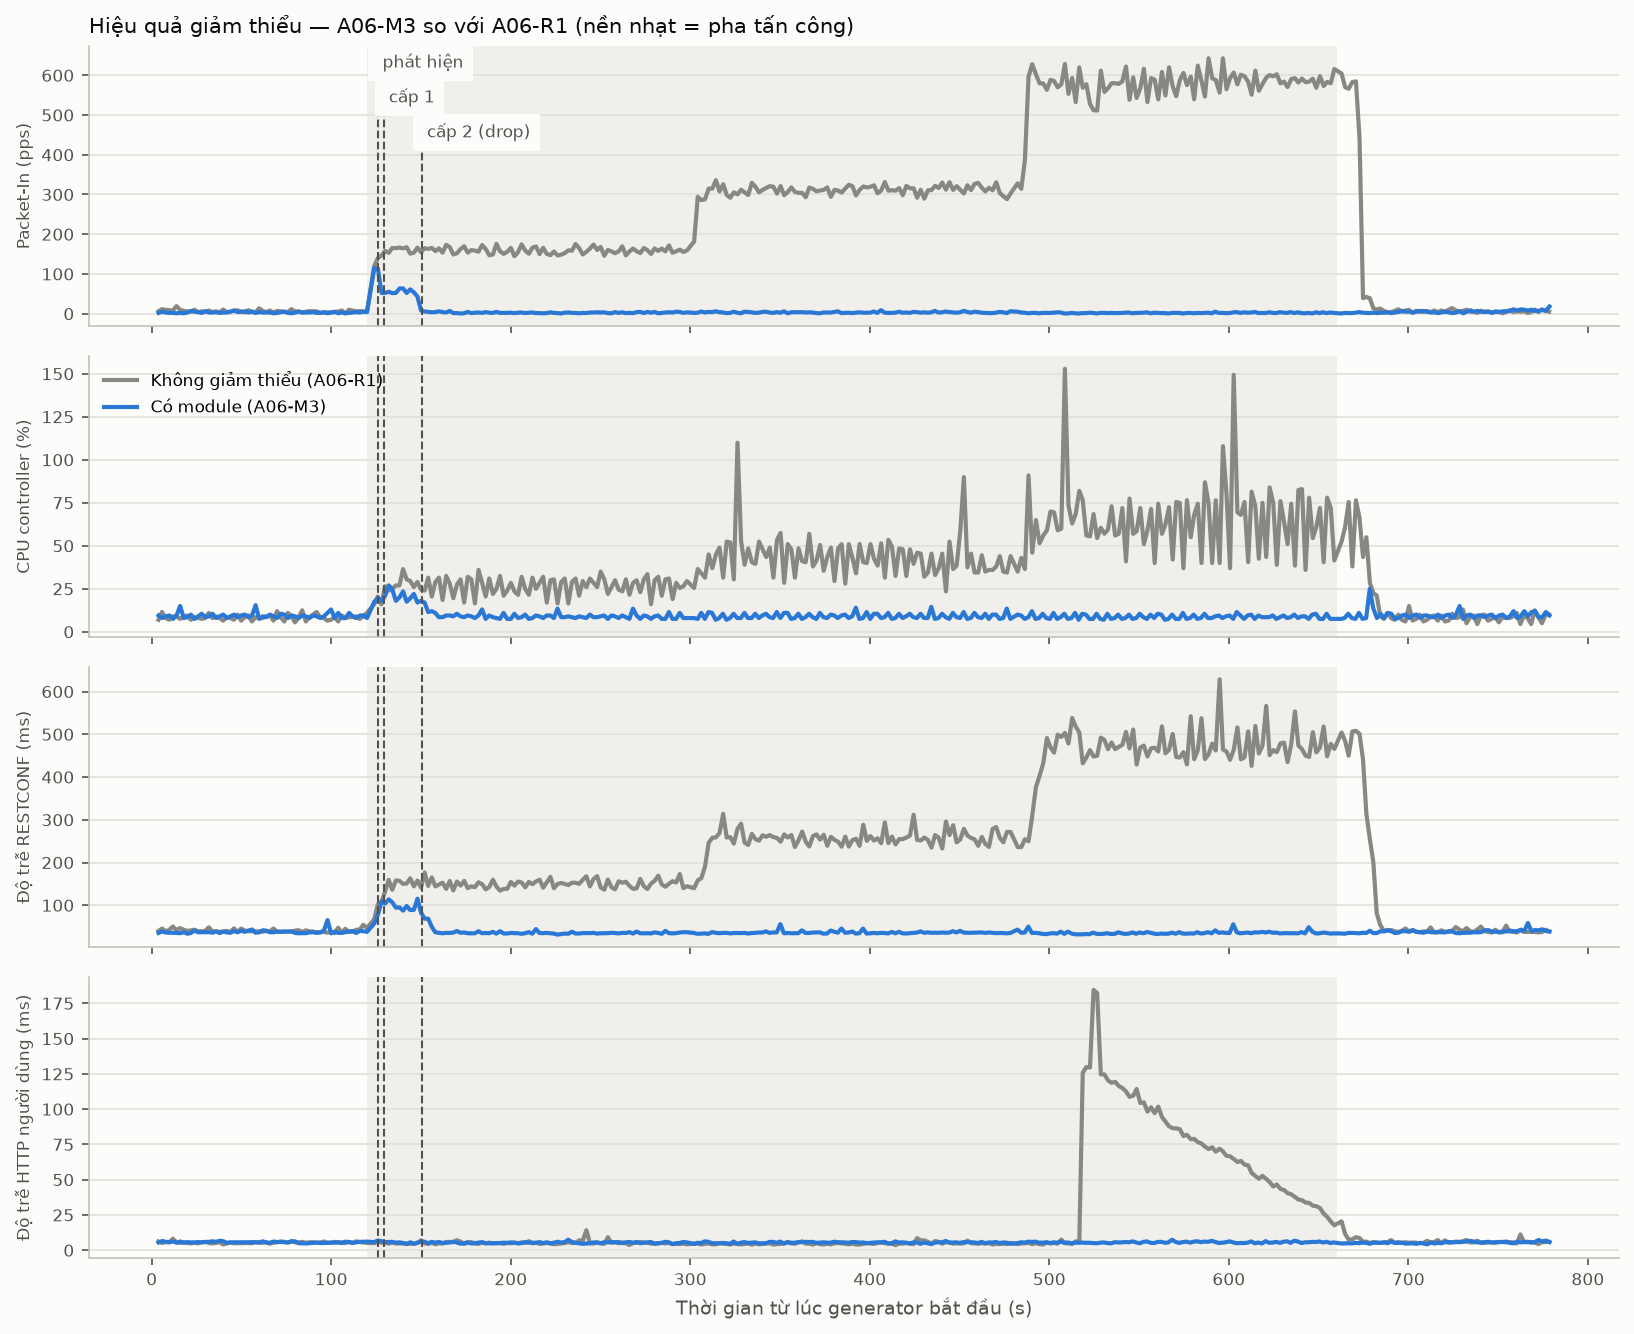 Hiệu quả giảm thiểu — A06-M3 so với A06-R1 (nền nhạt = pha tấn công)
phát hiện
cấp 1
cấp 2 (drop)
Packet-In (pps)
600
500
400
300
200
100
0
Không giảm thiểu (A06-R1)
Có module (A06-M3)
CPU controller (%)
150
125
100
75
50
25
0
Độ trễ RESTCONF (ms)
600
500
400
300
200
100
Độ trễ HTTP người dùng (ms)
175
150
125
100
75
50
25
0
0 100 200 300 400 500 600 700 800
Thời gian từ lúc generator bắt đầu (s)